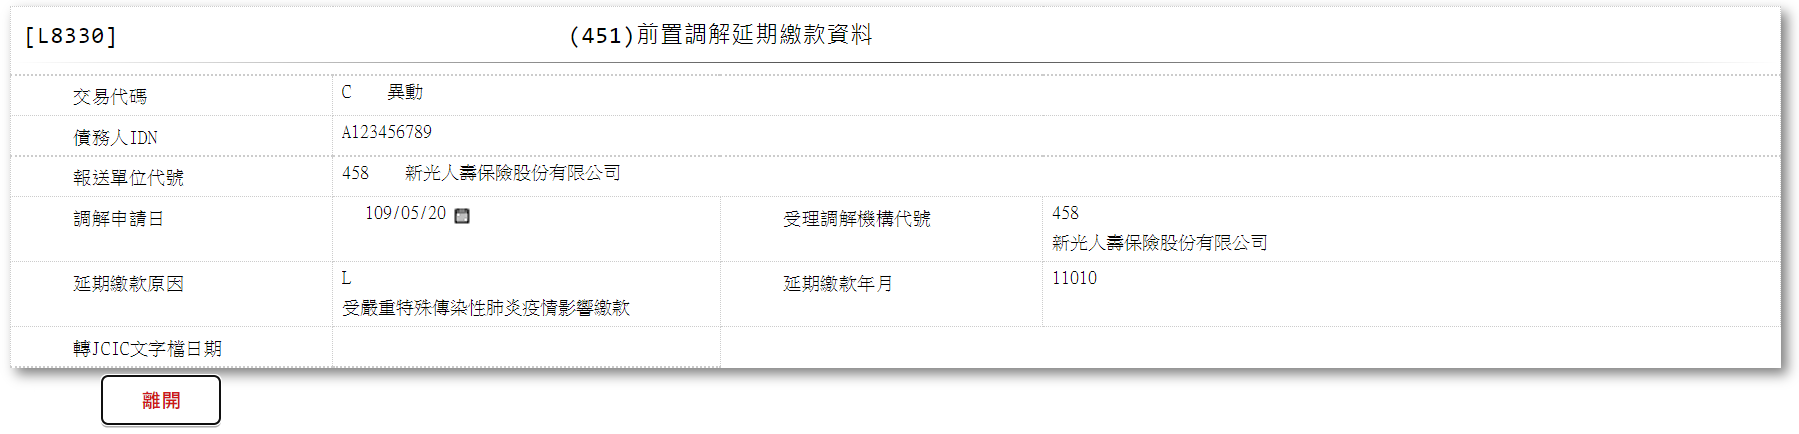 [L8330] (451)前置調解延期繳款資料
交易代碼 C 異動
債務人IDN A123456789
報送單位代號 458 新光人壽保險股份有限公司
調解申請日 109/05/20 受理調解機構代號 458
新光人壽保險股份有限公司
延期繳款原因 L 延期繳款年月 11010
受嚴重特殊傳染性肺炎疫情影響繳款
轉JCIC文字檔日期
離開